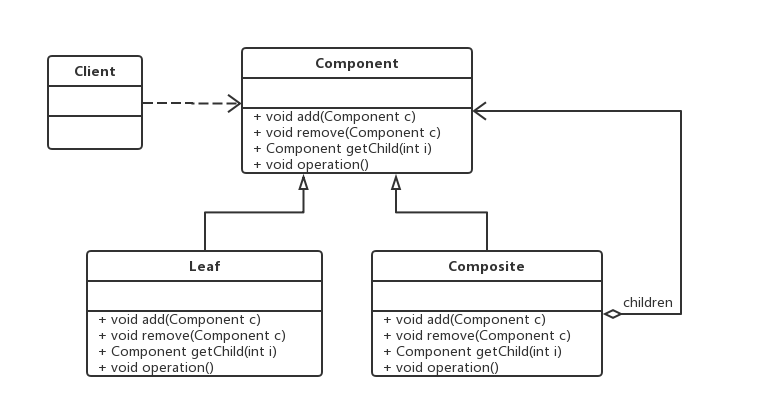 Client
Component
+ void add(Component c)
+ void remove(Component c)
+ Component getChild(int i)
+ void operation()
Leaf
+ void add(Component c)
+ void remove(Component c)
+ Component getChild(int i)
+ void operation()
Composite
+ void add(Component c)
+ void remove(Component c)
+ Component getChild(int i)
+ void operation()
children